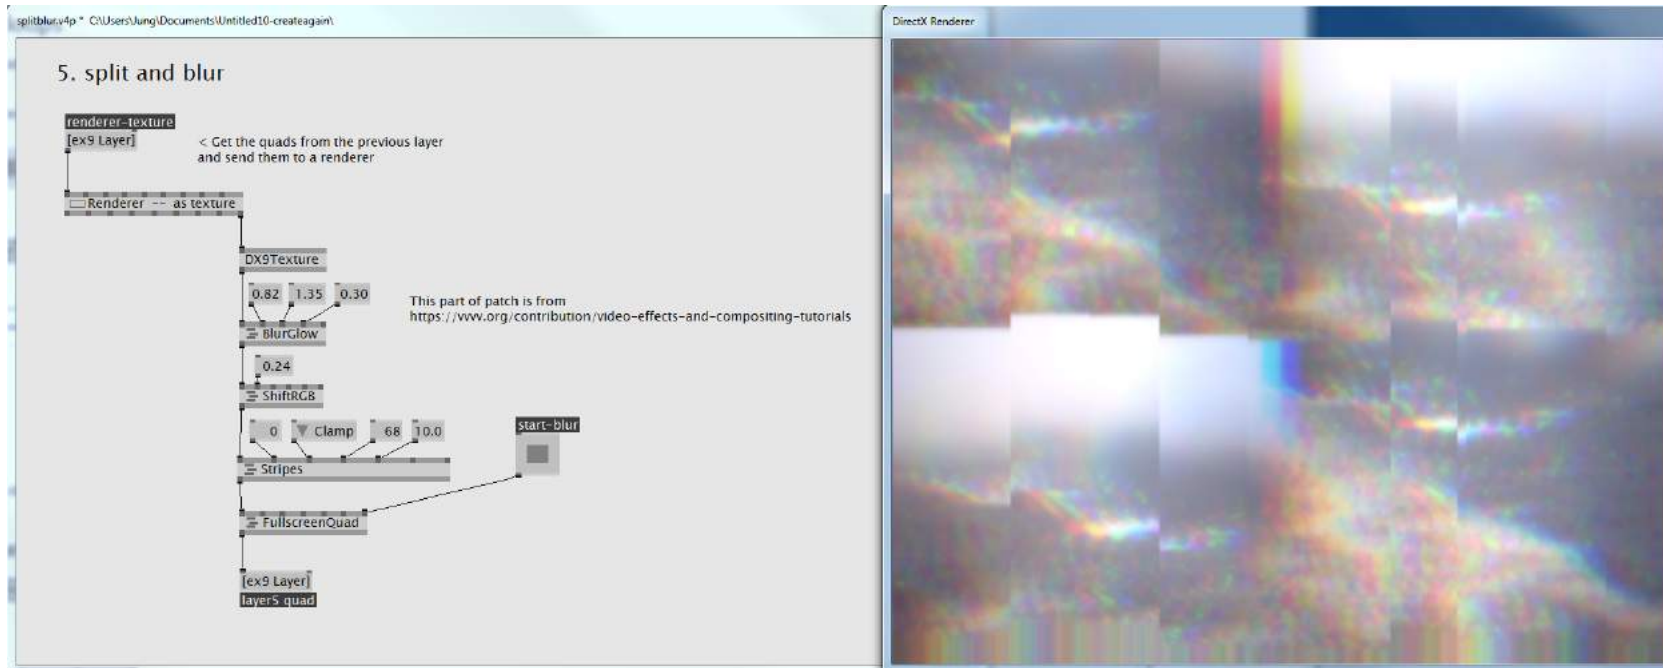 splitblur.v4p * C:\Users\Jung\Documents\Untitled10-createagain\
DirectX Renderer
5. split and blur
renderer-texture
[ex9 Layer]
< Get the quads from the previous layer
and send them to a renderer
Renderer -- as texture
DX9Texture
0.82 1.35 0.30
This part of patch is from
https://vvvv.org/contribution/video-effects-and-compositing-tutorials
BlurGlow
0.24
ShiftRGB
0 Clamp 68 10.0
start-blur
Stripes
FullscreenQuad
[ex9 Layer]
layer5 quad